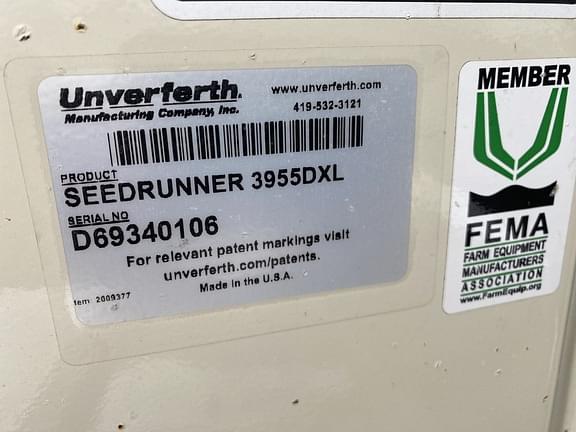 Unverferth
Manufacturing Company, Inc.
www.unverferth.com
419-532-3121
PRODUCT
SEEDRUNNER 3955DXL
SERIAL NO
D69340106
For relevant patent markings visit
unverferth.com/patents.
Made in the U.S.A.
Item 2009377
MEMBER
FEMA
FARM EQUIPMENT
MANUFACTURERS
ASSOCIATION
www.FarmEquip.org